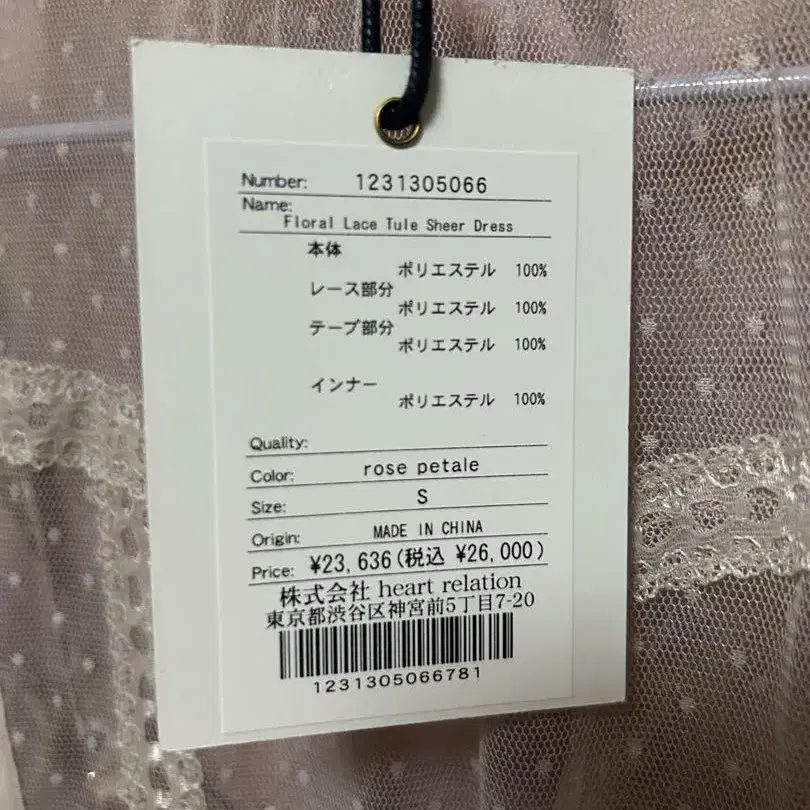 Number: 1231305066
Name:
Floral Lace Tule Sheer Dress
本体
ポリエステル 100%
レース部分
ポリエステル 100%
テープ部分
ポリエステル 100%
インナー
ポリエステル 100%
Quality:
Color: rose petale
Size: S
Origin: MADE IN CHINA
Price: ¥23,636(税込 ¥26,000)
株式会社 heart relation
東京都渋谷区神宮前5丁目7-20
1231305066781